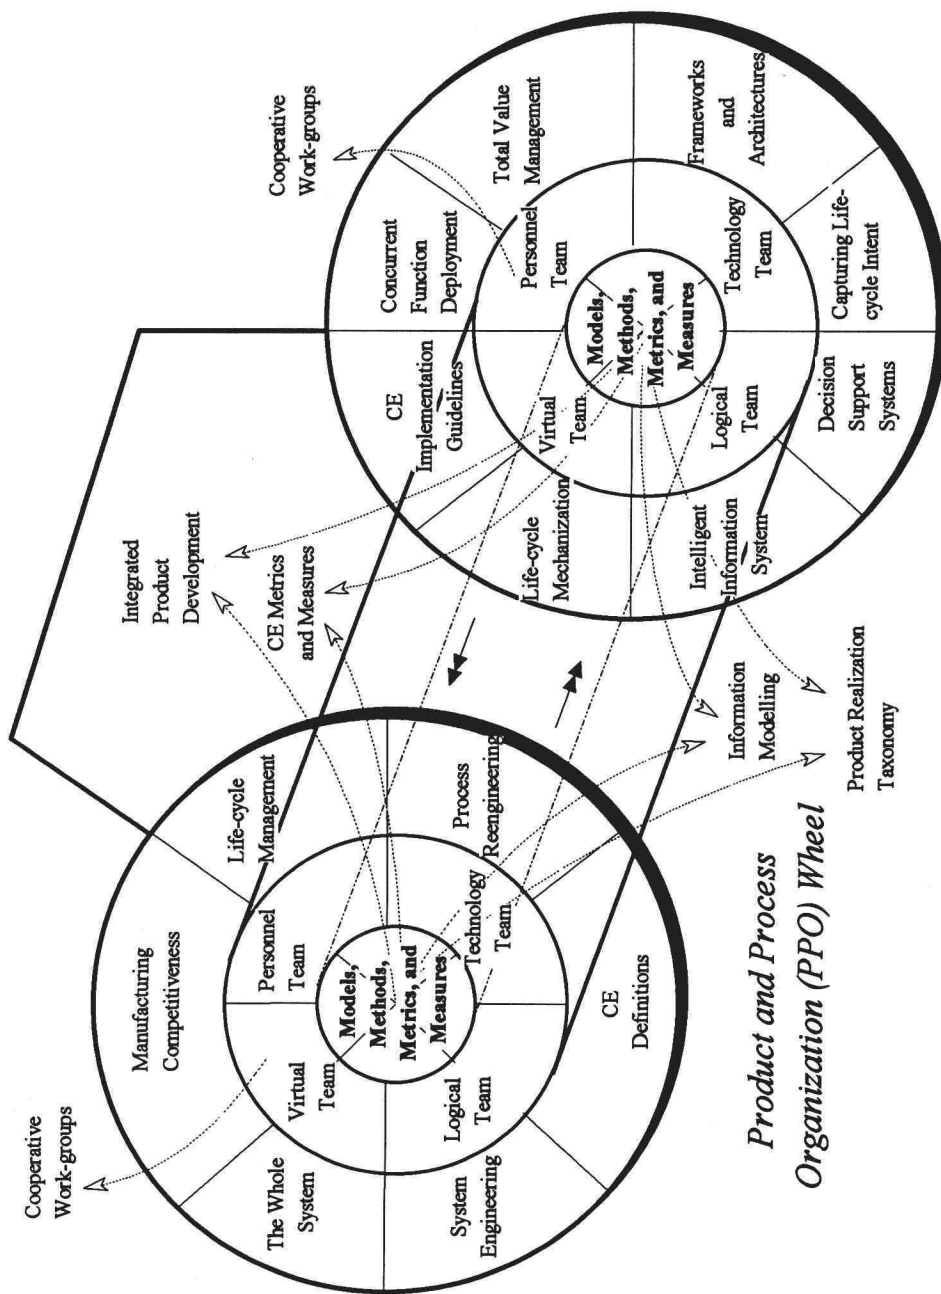 Cooperative
Work-groups
Manufacturing
Competitiveness
Life-cycle
Management
The Whole
System
Virtual
Team
Personnel
Team
Models,
Methods,
Metrics, and
Measures
System
Engineering
Logical
Team
Technology
Team
Process
Reengineering
CE
Definitions
Integrated
Product
Development
CE Metrics
and Measures
Information
Modelling
Product Realization
Taxonomy
Cooperative
Work-groups
CE
Implementation
Guidelines
Concurrent
Function
Deployment
Total Value
Management
Life-cycle
Mechanization
Virtual
Team
Personnel
Team
Models,
Methods,
Metrics, and
Measures
Intelligent
Information
System
Logical
Team
Technology
Team
Frameworks
and
Architectures
Decision
Support
Systems
Capturing Life-
cycle Intent
Product and Process
Organization (PPO) Wheel